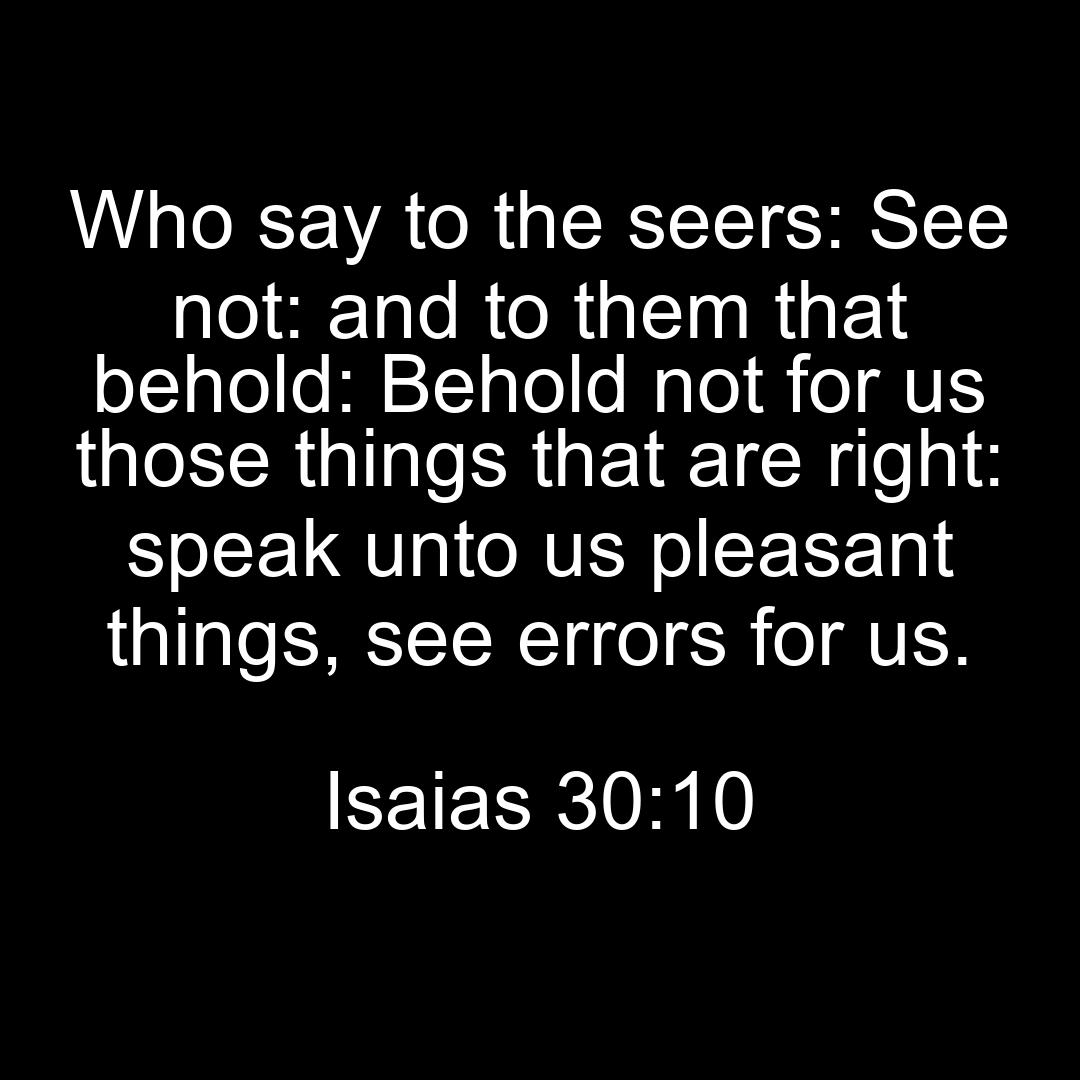 Who say to the seers: See
not: and to them that
behold: Behold not for us
those things that are right:
speak unto us pleasant
things, see errors for us.
Isaias 30:10